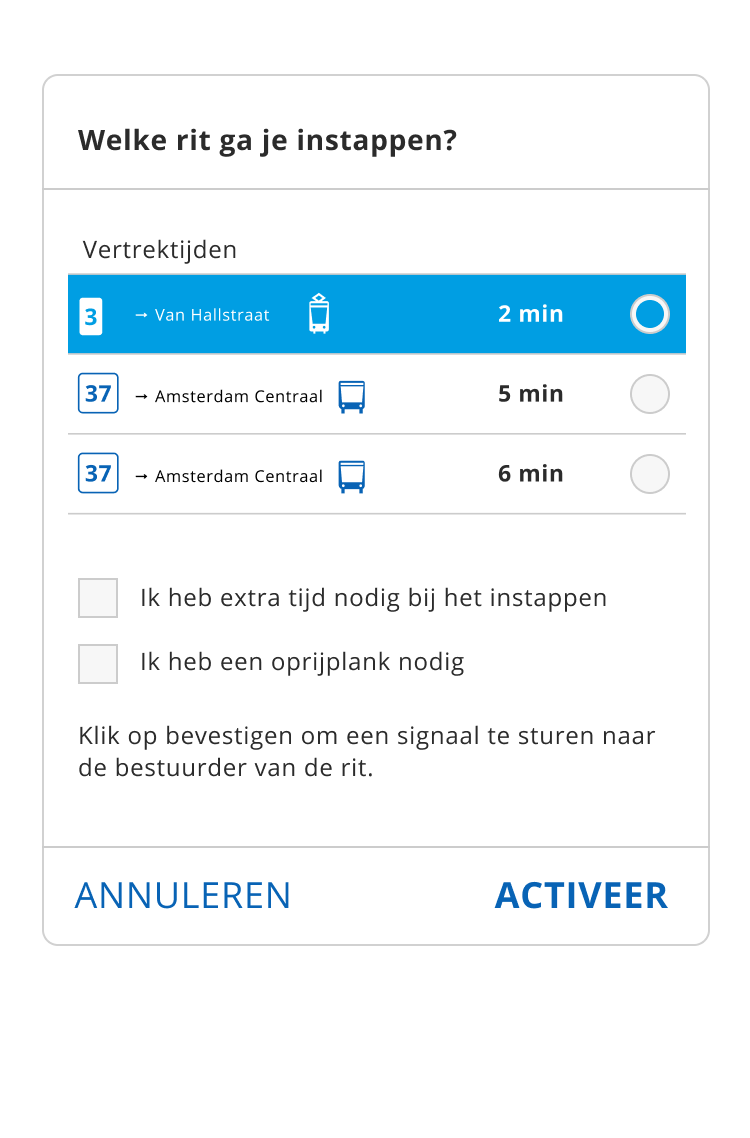 Welke rit ga je instappen?
Vertrektijden
3 → Van Hallstraat 2 min
37 → Amsterdam Centraal 5 min
37 → Amsterdam Centraal 6 min
Ik heb extra tijd nodig bij het instappen
Ik heb een oprijplank nodig
Klik op bevestigen om een signaal te sturen naar
de bestuurder van de rit.
ANNULEREN ACTIVEER